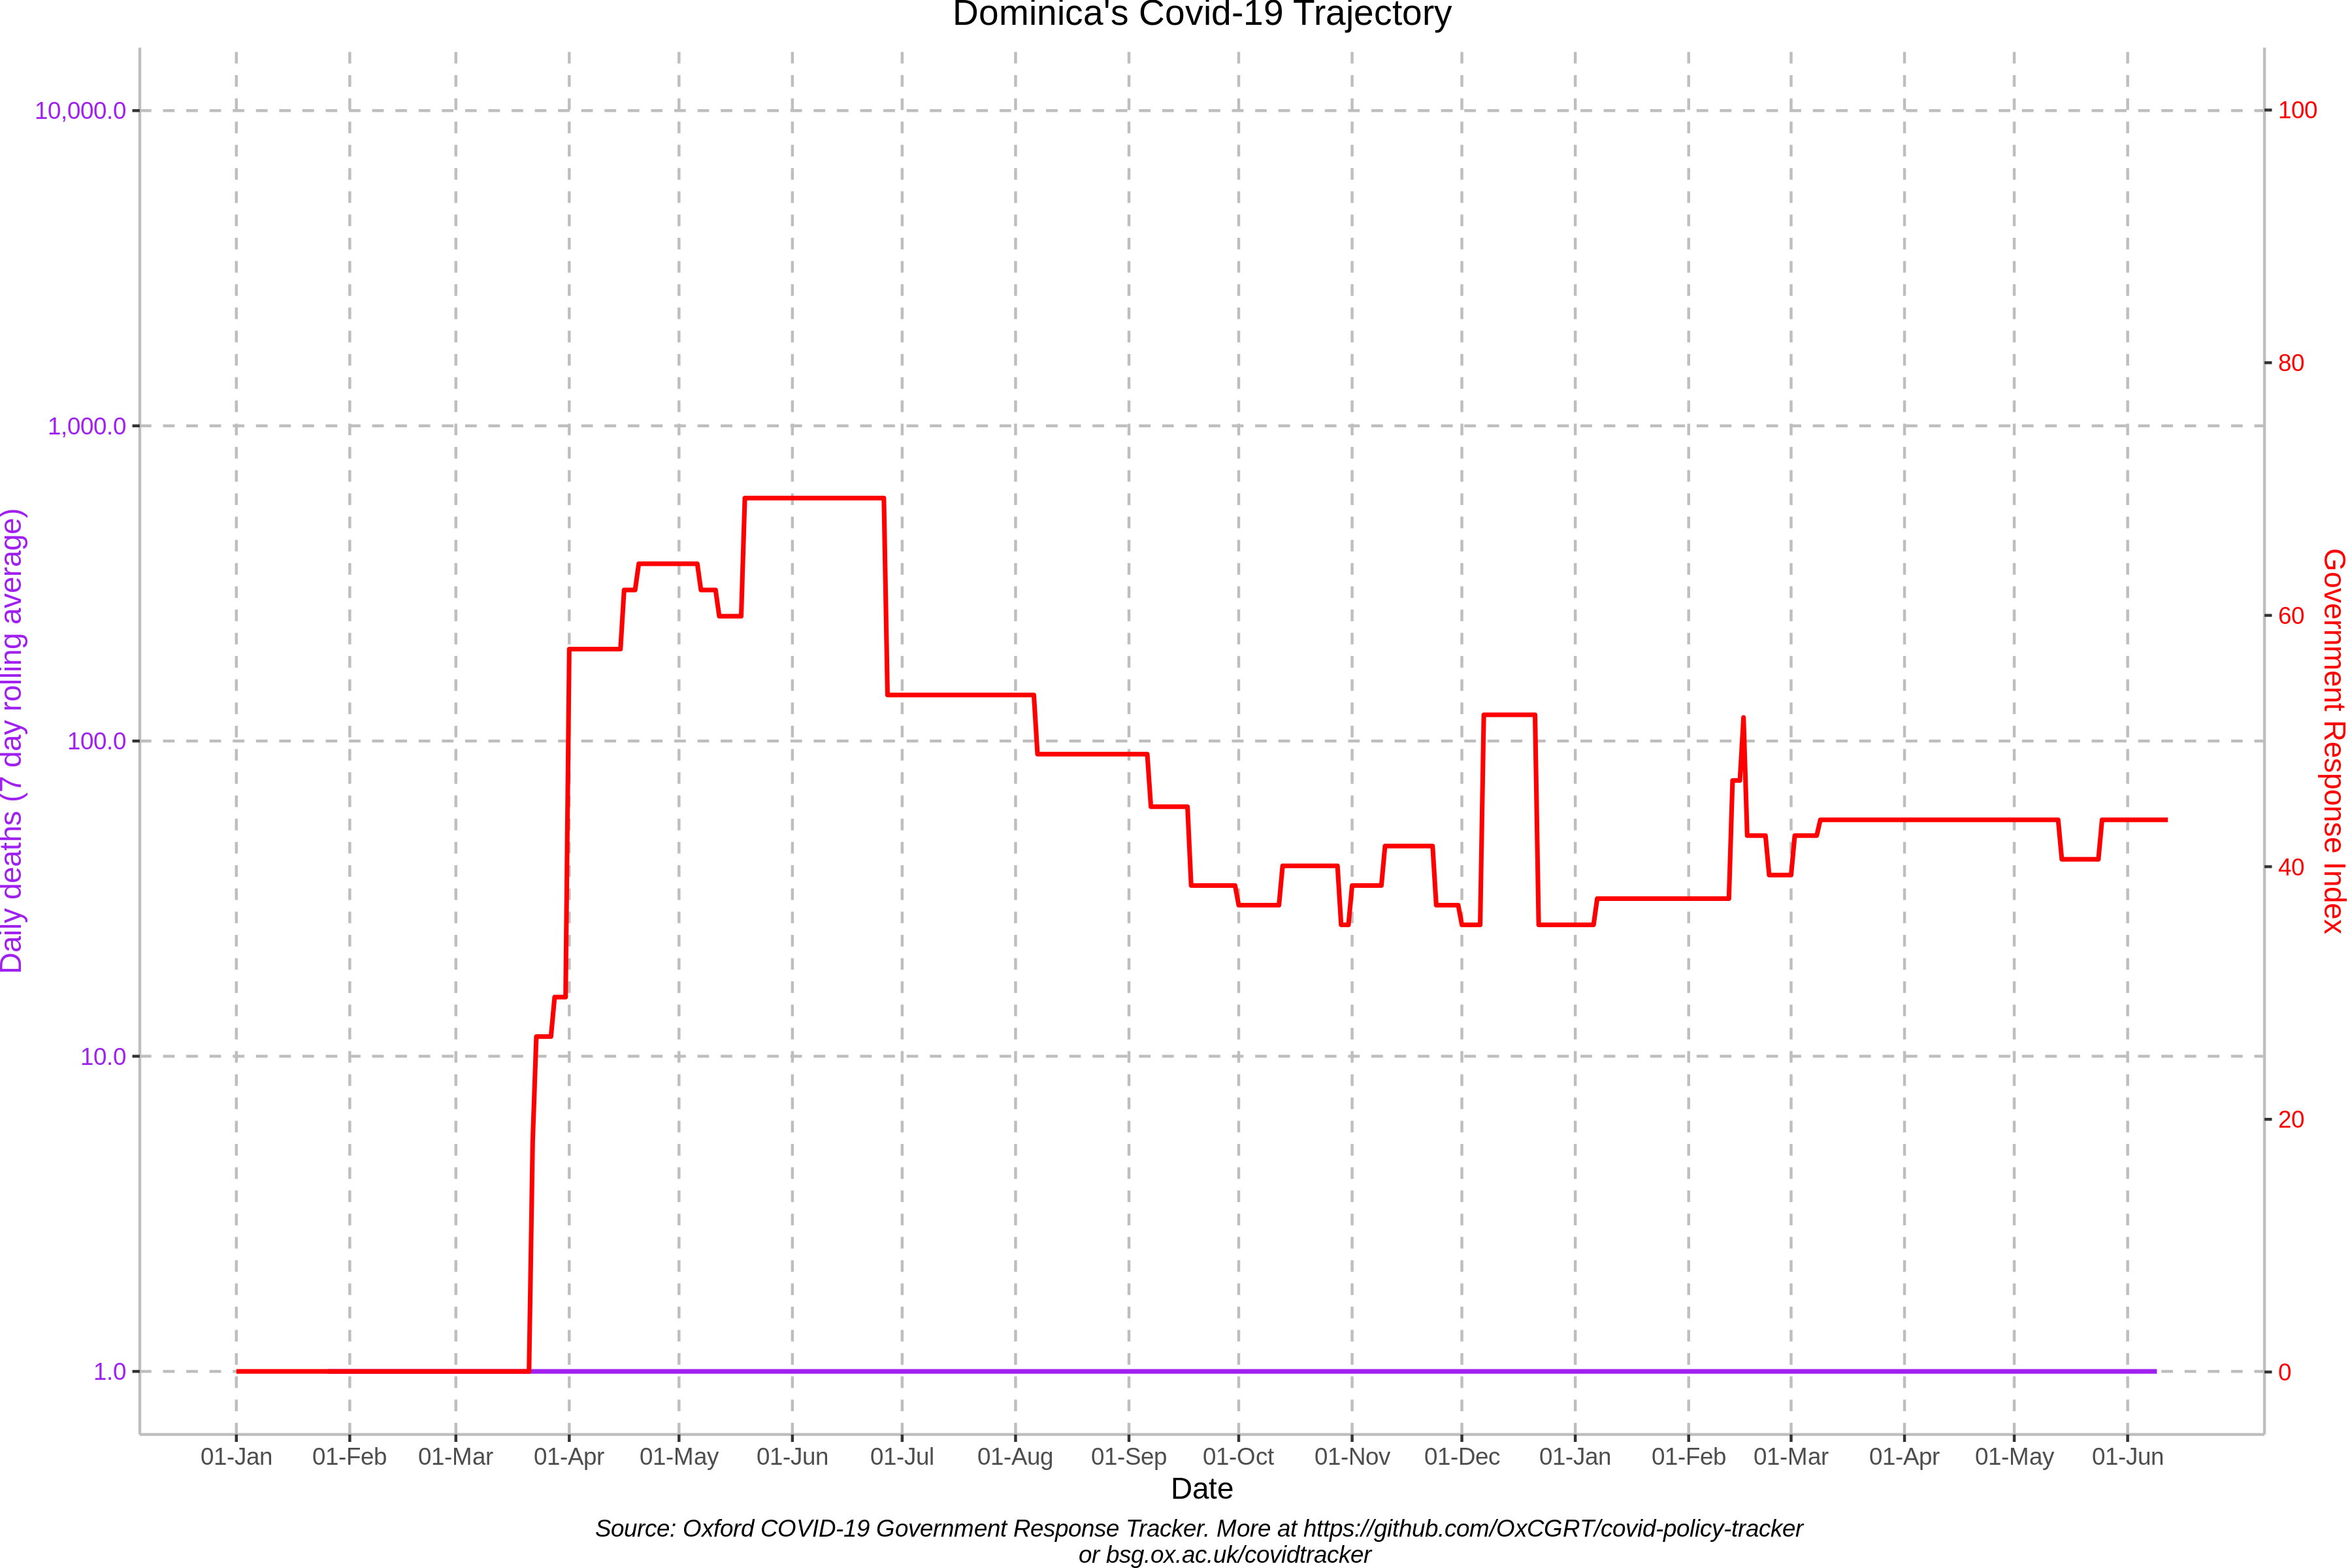 Dominica's Covid-19 Trajectory
10,000.0
1,000.0
100.0
10.0
1.0
Daily deaths (7 day rolling average)
100
80
60
40
20
0
Government Response Index
01-Jan 01-Feb 01-Mar 01-Apr 01-May 01-Jun 01-Jul 01-Aug 01-Sep 01-Oct 01-Nov 01-Dec 01-Jan 01-Feb 01-Mar 01-Apr 01-May 01-Jun
Date
Source: Oxford COVID-19 Government Response Tracker. More at https://github.com/OxCGRT/covid-policy-tracker
or bsg.ox.ac.uk/covidtracker